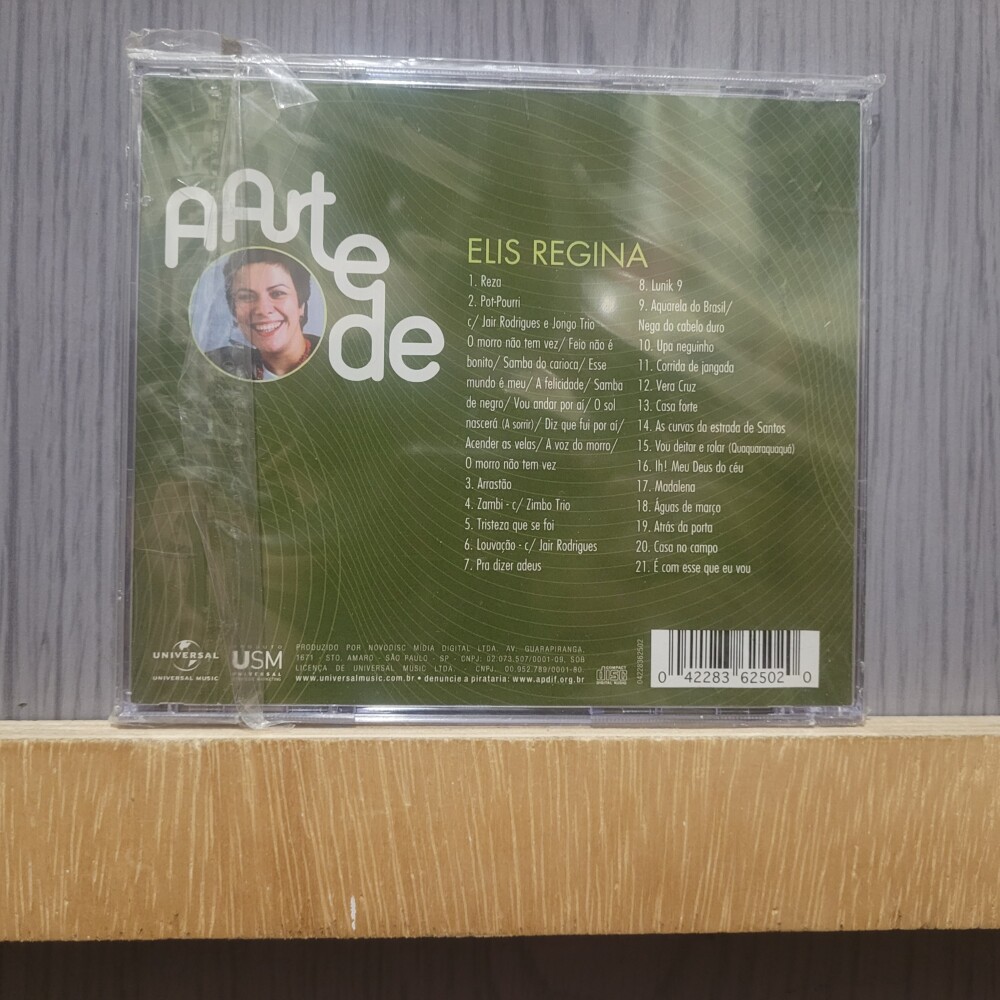 A Arte de
ELIS REGINA
1. Reza
2. Pot-Pourri
c/ Jair Rodrigues e Jongo Trio
O morro não tem vez/ Feio não é
bonito/ Samba do carioca/ Esse
mundo é meu/ A felicidade/ Samba
de negro/ Vou andar por aí/ O sol
nascerá (A sorrir)/ Diz que fui por aí/
Acender as velas/ A voz do morro/
O morro não tem vez
3. Arrastão
4. Zambi - c/ Zimbo Trio
5. Tristeza que se foi
6. Louvação - c/ Jair Rodrigues
7. Pra dizer adeus
8. Lunik 9
9. Aquarela do Brasil/
Nega do cabelo duro
10. Upa neguinho
11. Corrida de jangada
12. Vera Cruz
13. Casa forte
14. As curvas da estrada de Santos
15. Vou deitar e rolar (Quaquaraquaquá)
16. Ih! Meu Deus do céu
17. Madalena
18. Águas de março
19. Atrás da porta
20. Casa no campo
21. É com esse que eu vou
UNIVERSAL
UNIVERSAL MUSIC
USM
UNIVERSAL
PRODUZIDO POR NOVODISC MÍDIA DIGITAL LTDA. AV. GUARAPIRANGA,
1671 - STO. AMARO - SÃO PAULO - SP - CNPJ: 02.073.507/0001-09. SOB
LICENÇA DE UNIVERSAL MUSIC LTDA. - CNPJ. 00.952.789/0001-80.
www.universalmusic.com.br • denuncie a pirataria: www.apdif.org.br
COMPACT
disc
DIGITAL AUDIO
04228362502
0 42283 62502 0